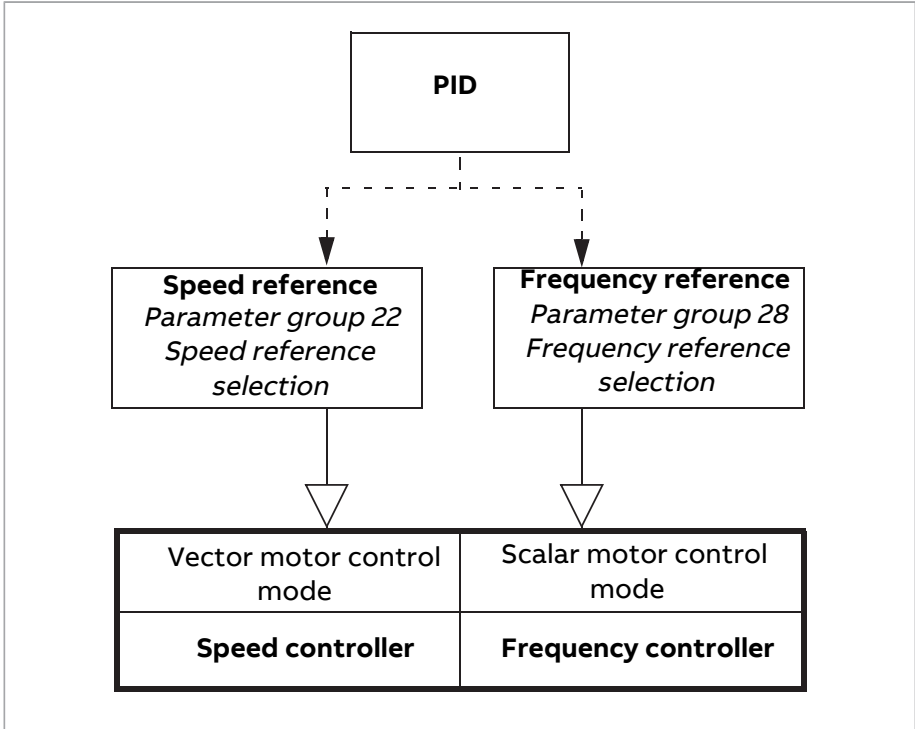 PID
Speed reference
Parameter group 22
Speed reference
selection
Frequency reference
Parameter group 28
Frequency reference
selection
Vector motor control
mode
Scalar motor control
mode
Speed controller
Frequency controller